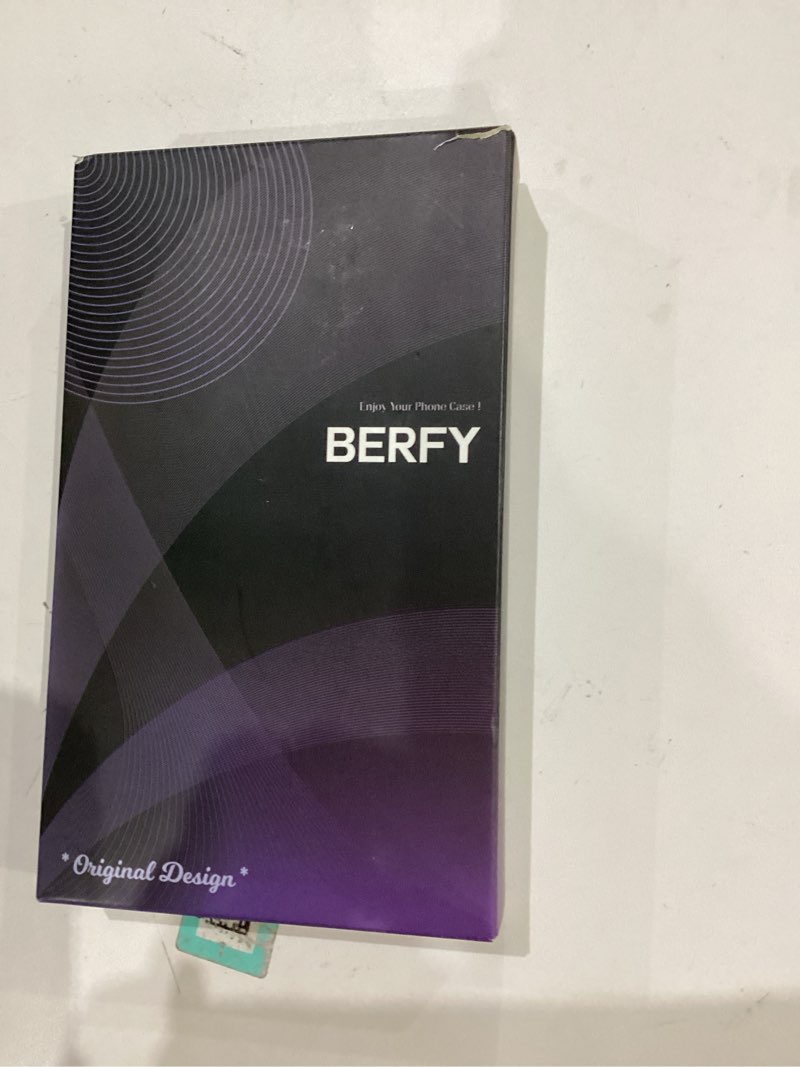 Enjoy Your Phone Case !
BERFY
* Original Design *